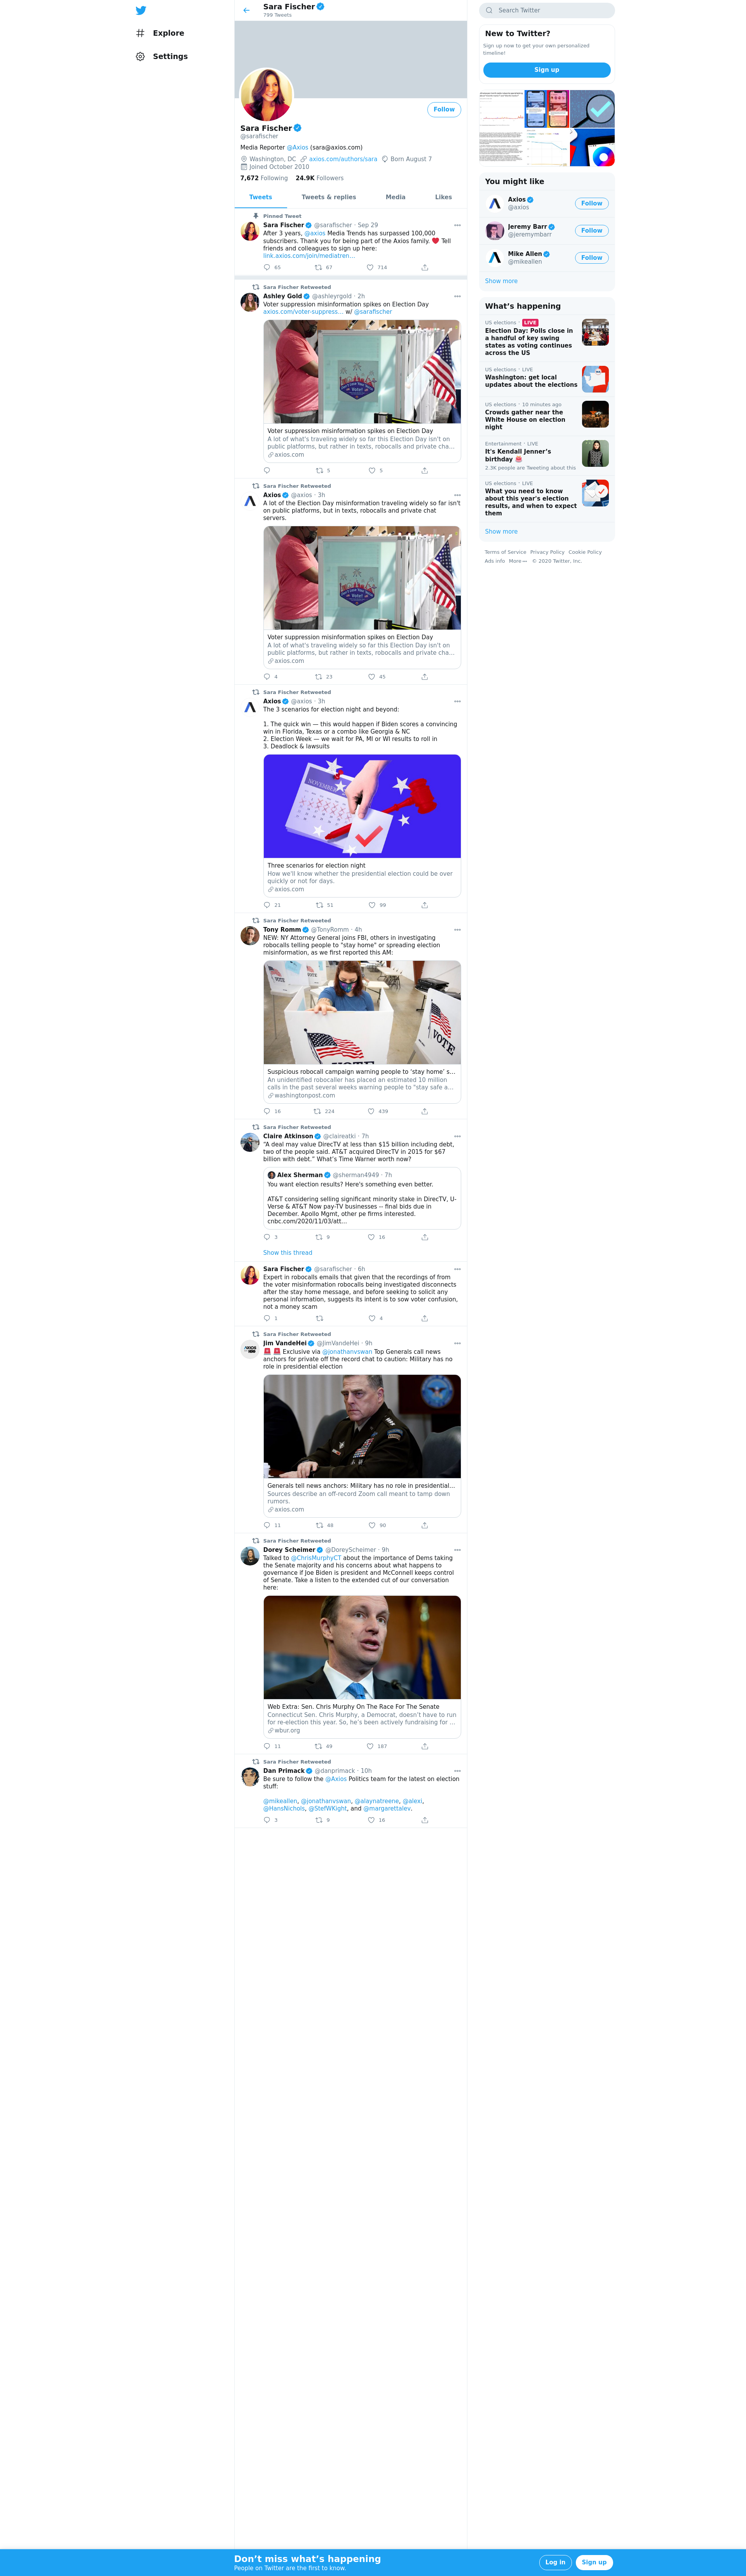 Explore
Settings
Sara Fischer
799 Tweets
Follow
Sara Fischer
@sarafischer
Media Reporter @Axios (sara@axios.com)
Washington, DC axios.com/authors/sara Born August 7
Joined October 2010
7,672 Following 24.9K Followers
Tweets Tweets & replies Media Likes
Pinned Tweet
Sara Fischer @sarafischer · Sep 29
After 3 years, @axios Media Trends has surpassed 100,000
subscribers. Thank you for being part of the Axios family. ❤️ Tell
friends and colleagues to sign up here:
link.axios.com/join/mediatren…
65 67 714
Sara Fischer Retweeted
Ashley Gold @ashleyrgold · 2h
Voter suppression misinformation spikes on Election Day
axios.com/voter-suppress… w/ @sarafischer
Voter suppression misinformation spikes on Election Day
A lot of what's traveling widely so far this Election Day isn't on
public platforms, but rather in texts, robocalls and private cha…
axios.com
5 5
Sara Fischer Retweeted
Axios @axios · 3h
A lot of the Election Day misinformation traveling widely so far isn't
on public platforms, but in texts, robocalls and private chat
servers.
Voter suppression misinformation spikes on Election Day
A lot of what's traveling widely so far this Election Day isn't on
public platforms, but rather in texts, robocalls and private cha…
axios.com
4 23 45
Sara Fischer Retweeted
Axios @axios · 3h
The 3 scenarios for election night and beyond:
1. The quick win — this would happen if Biden scores a convincing
win in Florida, Texas or a combo like Georgia & NC
2. Election Week — we wait for PA, MI or WI results to roll in
3. Deadlock & lawsuits
NOVEMBER
Three scenarios for election night
How we'll know whether the presidential election could be over
quickly or not for days.
axios.com
21 51 99
Sara Fischer Retweeted
Tony Romm @TonyRomm · 4h
NEW: NY Attorney General joins FBI, others in investigating
robocalls telling people to "stay home" or spreading election
misinformation, as we first reported this AM:
VOTE
VOTE
Suspicious robocall campaign warning people to ‘stay home’ s…
An unidentified robocaller has placed an estimated 10 million
calls in the past several weeks warning people to “stay safe a…
washingtonpost.com
16 224 439
Sara Fischer Retweeted
Claire Atkinson @claireatki · 7h
“A deal may value DirecTV at less than $15 billion including debt,
two of the people said. AT&T acquired DirecTV in 2015 for $67
billion with debt.” What’s Time Warner worth now?
Alex Sherman @sherman4949 · 7h
You want election results? Here's something even better.
AT&T considering selling significant minority stake in DirecTV, U-
Verse & AT&T Now pay-TV businesses -- final bids due in
December. Apollo Mgmt, other pe firms interested.
cnbc.com/2020/11/03/att…
3 9 16
Show this thread
Sara Fischer @sarafischer · 6h
Expert in robocalls emails that given that the recordings of from
the voter misinformation robocalls being investigated disconnects
after the stay home message, and before seeking to solicit any
personal information, suggests its intent is to sow voter confusion,
not a money scam
1 4
Sara Fischer Retweeted
Jim VandeHei @JimVandeHei · 9h
🚨 🚨 Exclusive via @jonathanvswan Top Generals call news
anchors for private off the record chat to caution: Military has no
role in presidential election
Generals tell news anchors: Military has no role in presidential…
Sources describe an off-record Zoom call meant to tamp down
rumors.
axios.com
11 48 90
Sara Fischer Retweeted
Dorey Scheimer @DoreyScheimer · 9h
Talked to @ChrisMurphyCT about the importance of Dems taking
the Senate majority and his concerns about what happens to
governance if Joe Biden is president and McConnell keeps control
of Senate. Take a listen to the extended cut of our conversation
here:
Web Extra: Sen. Chris Murphy On The Race For The Senate
Connecticut Sen. Chris Murphy, a Democrat, doesn’t have to run
for re-election this year. So, he’s been actively fundraising for …
wbur.org
11 49 187
Sara Fischer Retweeted
Dan Primack @danprimack · 10h
Be sure to follow the @Axios Politics team for the latest on election
stuff:
@mikeallen, @jonathanvswan, @alaynatreene, @alexi,
@HansNichols, @StefWKight, and @margarettalev.
3 9 16
Search Twitter
New to Twitter?
Sign up now to get your own personalized
timeline!
Sign up
You might like
Axios
@axios
Follow
Jeremy Barr
@jeremymbarr
Follow
Mike Allen
@mikeallen
Follow
Show more
What’s happening
US elections · LIVE
Election Day: Polls close in
a handful of key swing
states as voting continues
across the US
US elections · LIVE
Washington: get local
updates about the elections
US elections · 10 minutes ago
Crowds gather near the
White House on election
night
Entertainment · LIVE
It's Kendall Jenner’s
birthday 🎂
2.3K people are Tweeting about this
US elections · LIVE
What you need to know
about this year's election
results, and when to expect
them
Show more
Terms of Service Privacy Policy Cookie Policy
Ads info More © 2020 Twitter, Inc.
Don’t miss what’s happening
People on Twitter are the first to know.
Log in Sign up